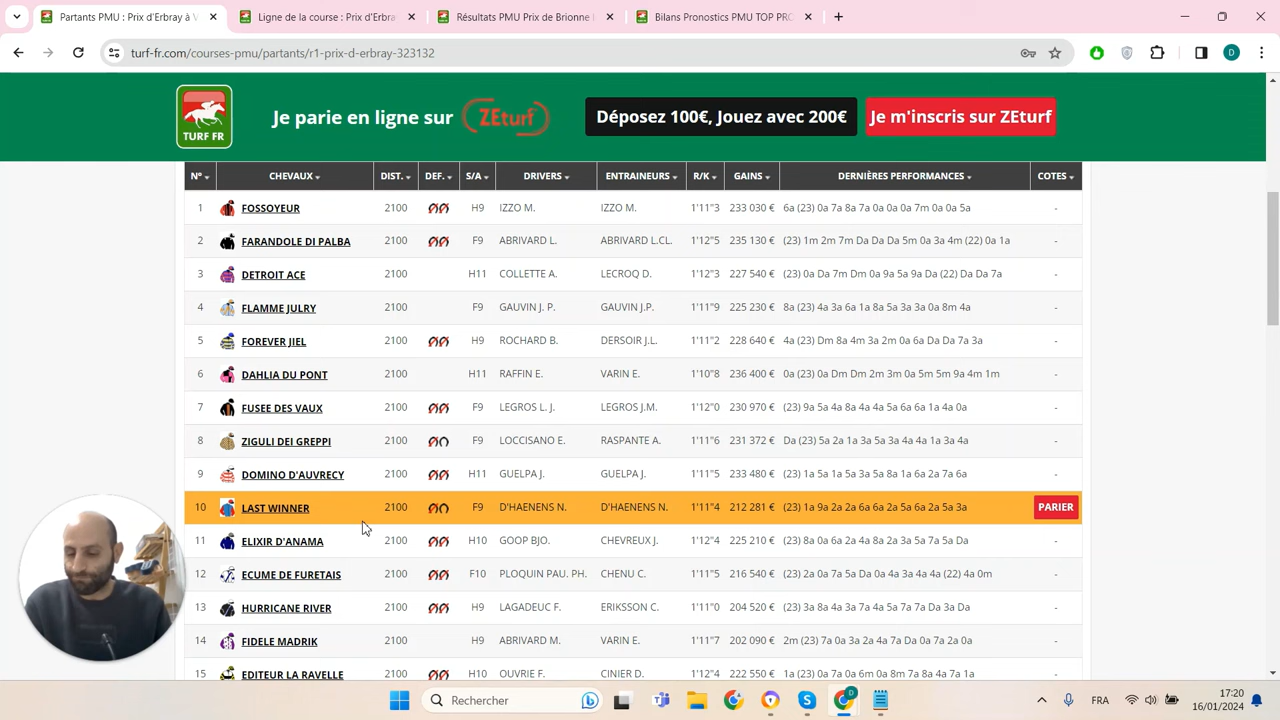 Partants PMU : Prix d'Erbray à V
Ligne de la course : Prix d'Erbra
Résultats PMU Prix de Brionne
Bilans Pronostics PMU TOP PRO
turf-fr.com/courses-pmu/partants/r1-prix-d-erbray-323132
TURF FR
Je parie en ligne sur ZEturf
Déposez 100€, Jouez avec 200€
Je m'inscris sur ZEturf
N° CHEVAUX DIST. DEF. S/A DRIVERS ENTRAINEURS R/K GAINS DERNIÈRES PERFORMANCES COTES
1 FOSSOYEUR 2100 H9 IZZO M. IZZO M. 1'11"3 233 030 € 6a (23) 0a 7a 8a 7a 0a 0a 0a 7m 0a 0a 5a -
2 FARANDOLE DI PALBA 2100 F9 ABRIVARD L. ABRIVARD L.CL. 1'12"5 235 130 € (23) 1m 2m 7m Da Da Da 5m 0a 3a 4m (22) 0a 1a -
3 DETROIT ACE 2100 H11 COLLETTE A. LECROQ D. 1'12"3 227 540 € (23) 0a Da 7m Dm 0a 9a 5a 9a Da (22) Da Da 7a -
4 FLAMME JULRY 2100 F9 GAUVIN J. P. GAUVIN J.P. 1'11"9 225 230 € 8a (23) 4a 3a 6a 1a 8a 5a 3a 3a 0a 8m 4a -
5 FOREVER JIEL 2100 H9 ROCHARD B. DERSOIR J.L. 1'11"2 228 640 € 4a (23) Dm 8a 4m 3a 2m 0a 6a 3a Da 7a 3a -
6 DAHLIA DU PONT 2100 H11 RAFFIN E. VARIN E. 1'10"8 236 400 € 0a (23) 0a Dm Dm 2m 3m 0a 5m 5m 9a 4m 1m -
7 FUSEE DES VAUX 2100 F9 LEGROS L. J. LEGROS J.M. 1'12"0 230 970 € (23) 9a 5a 4a 8a 4a 4a 5a 6a 6a 1a 4a 0a -
8 ZIGULI DEI GREPPI 2100 F9 LOCCISANO E. RASPANTE A. 1'11"6 231 372 € Da (23) 5a 2a 1a 3a 5a 3a 4a 4a 1a 3a 4a -
9 DOMINO D'AUVRECY 2100 H11 GUELPA J. GUELPA J. 1'11"5 233 480 € (23) 1a 5a 1a 5a 3a 5a 8a 1a 6a 2a 7a 6a -
10 LAST WINNER 2100 F9 D'HAENENS N. D'HAENENS N. 1'11"4 212 281 € (23) 1a 9a 2a 2a 6a 6a 2a 5a 6a 2a 5a 3a PARIER
11 ELIXIR D'ANAMA 2100 H10 GOOP BJO. CHEVREUX J. 1'12"4 225 210 € (23) 8a 0a 6a 2a 4a 8a 2a 3a 5a 7a 5a Da -
12 ECUME DE FURETAIS 2100 F10 PLOQUIN PAU. PH. CHENU C. 1'11"5 216 540 € (23) 2a 0a 7a 5a Da 0a 4a 3a 4a 4a (22) 4a 0m -
13 HURRICANE RIVER 2100 H9 LAGADEUC F. ERIKSSON C. 1'11"0 204 520 € (23) 3a 8a 4a 3a 7a 4a 5a 7a 7a Da 3a Da -
14 FIDELE MADRIK 2100 H9 ABRIVARD M. VARIN E. 1'11"7 202 090 € 2m (23) 7a 0a 3a 2a 4a 7a Da 0a 7a 2a 0a -
15 EDITEUR LA RAVELLE 2100 H10 OUVRIE F. CINIER D. 1'12"4 222 550 € 1a (23) 0a 7a 0a 6m 0a 8a 7m 8a 4a 7a 1a -
Rechercher
FRA
17:20
16/01/2024